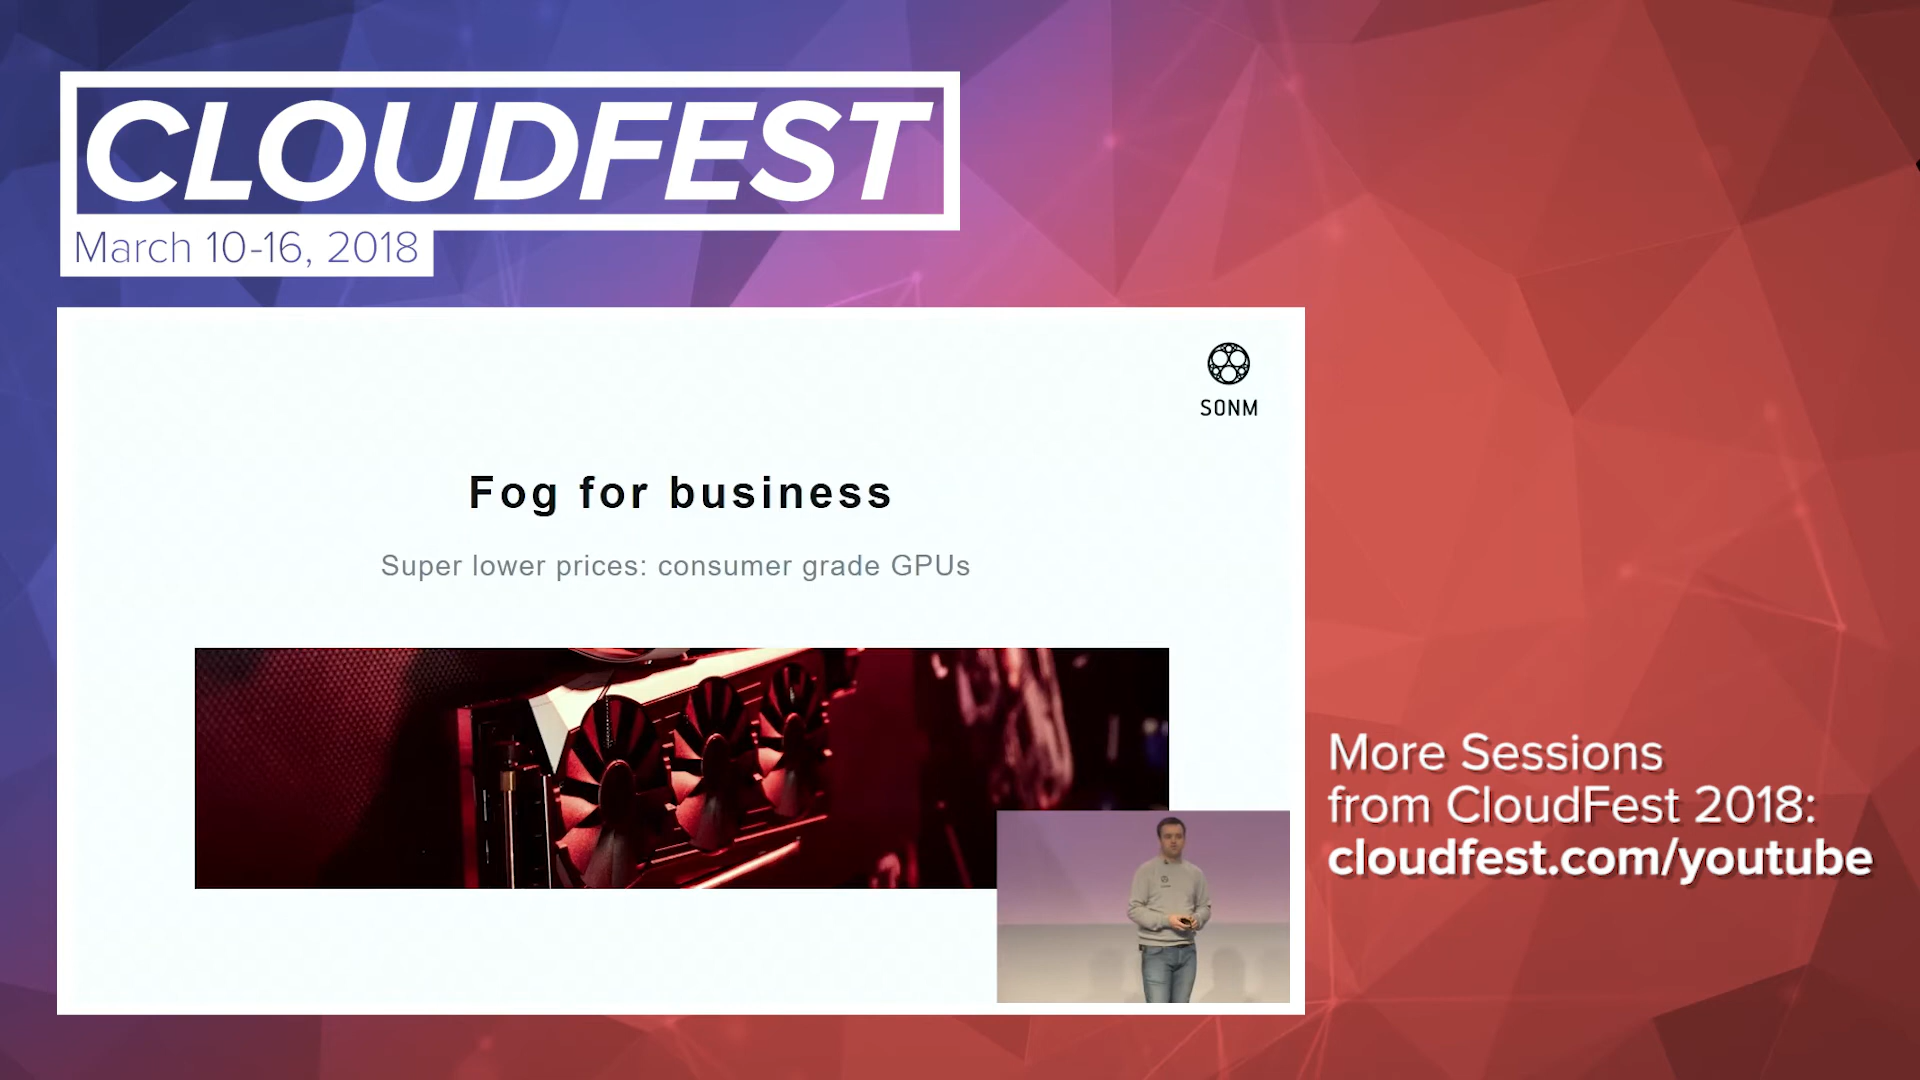 CLOUDFEST
March 10-16, 2018
SONM
Fog for business
Super lower prices: consumer grade GPUs
More Sessions
from CloudFest 2018:
cloudfest.com/youtube